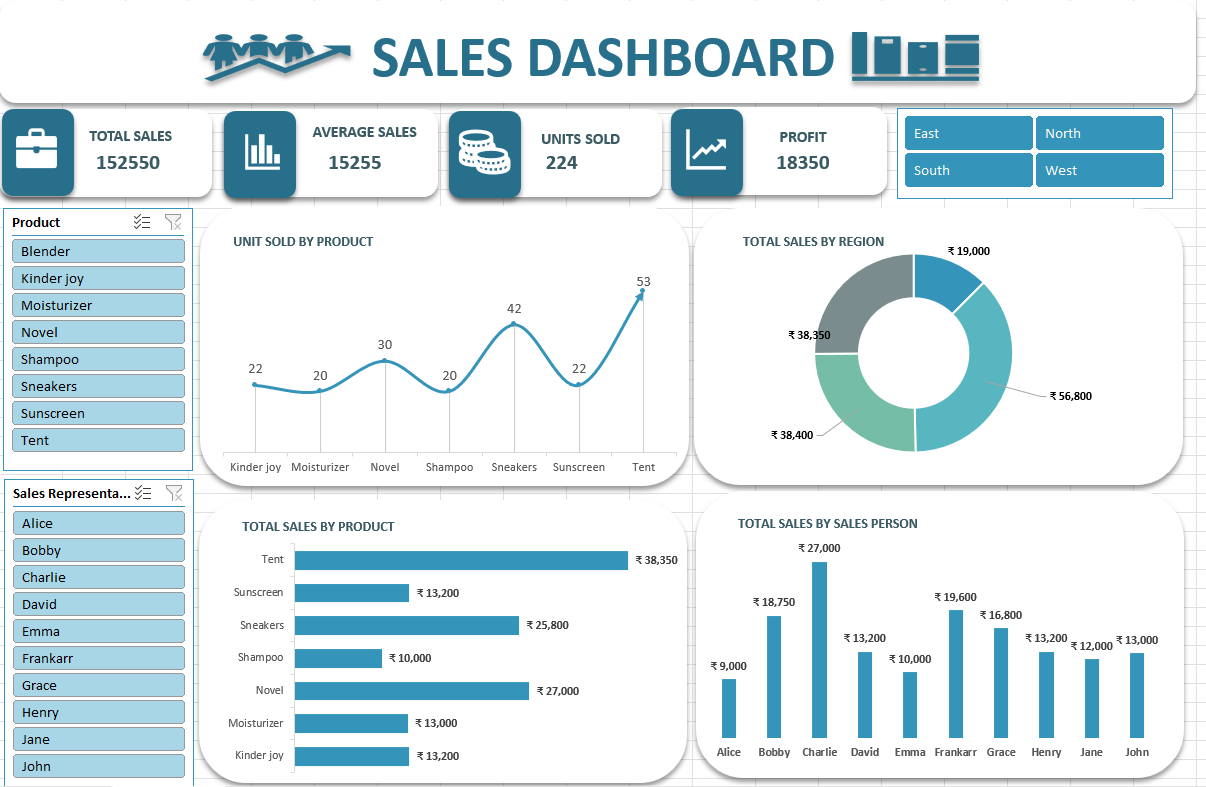 SALES DASHBOARD
TOTAL SALES
152550
AVERAGE SALES
15255
UNITS SOLD
224
PROFIT
18350
East
North
South
West
Product
Blender
Kinder joy
Moisturizer
Novel
Shampoo
Sneakers
Sunscreen
Tent
UNIT SOLD BY PRODUCT
22
20
30
20
42
22
53
Kinder joy
Moisturizer
Novel
Shampoo
Sneakers
Sunscreen
Tent
TOTAL SALES BY REGION
₹ 19,000
₹ 38,350
₹ 56,800
₹ 38,400
Sales Representa...
Alice
Bobby
Charlie
David
Emma
Frankarr
Grace
Henry
Jane
John
TOTAL SALES BY PRODUCT
Tent ₹ 38,350
Sunscreen ₹ 13,200
Sneakers ₹ 25,800
Shampoo ₹ 10,000
Novel ₹ 27,000
Moisturizer ₹ 13,000
Kinder joy ₹ 13,200
TOTAL SALES BY SALES PERSON
₹ 9,000
₹ 18,750
₹ 27,000
₹ 13,200
₹ 10,000
₹ 19,600
₹ 16,800
₹ 13,200
₹ 12,000
₹ 13,000
Alice
Bobby
Charlie
David
Emma
Frankarr
Grace
Henry
Jane
John